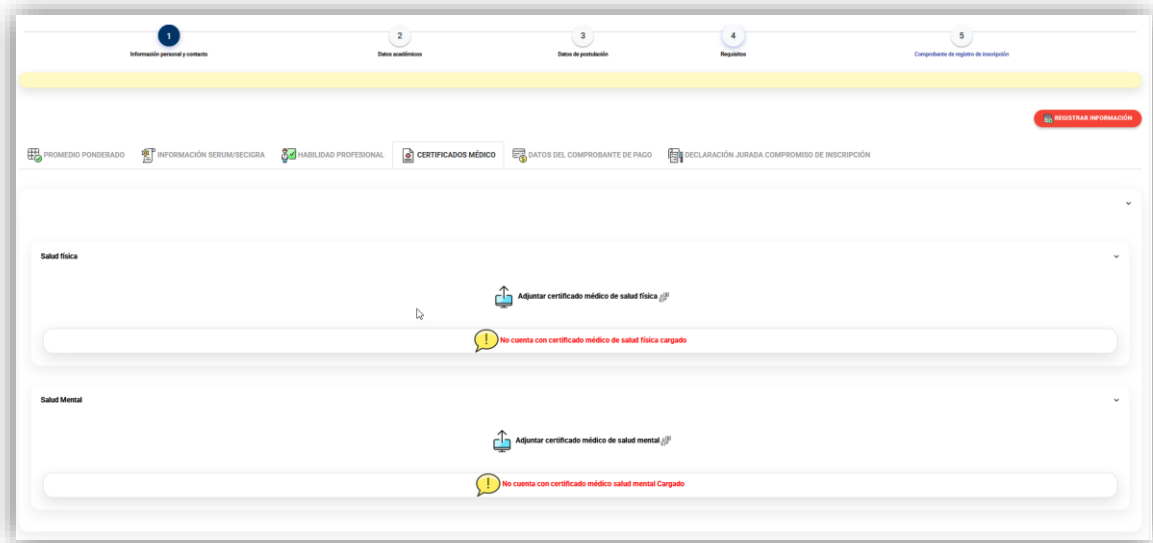 1 2 3 4 5
Información personal y contacto Datos académicos Datos de postulación Requisitos Comprobante de registro de inscripción
REGISTRAR INFORMACIÓN
PROMEDIO PONDERADO INFORMACIÓN SERUM/SECIGRA HABILIDAD PROFESIONAL CERTIFICADOS MÉDICO DATOS DEL COMPROBANTE DE PAGO DECLARACIÓN JURADA COMPROMISO DE INSCRIPCIÓN
Salud física
Adjuntar certificado médico de salud física
No cuenta con certificado médico de salud física cargado
Salud Mental
Adjuntar certificado médico de salud mental
No cuenta con certificado médico salud mental Cargado